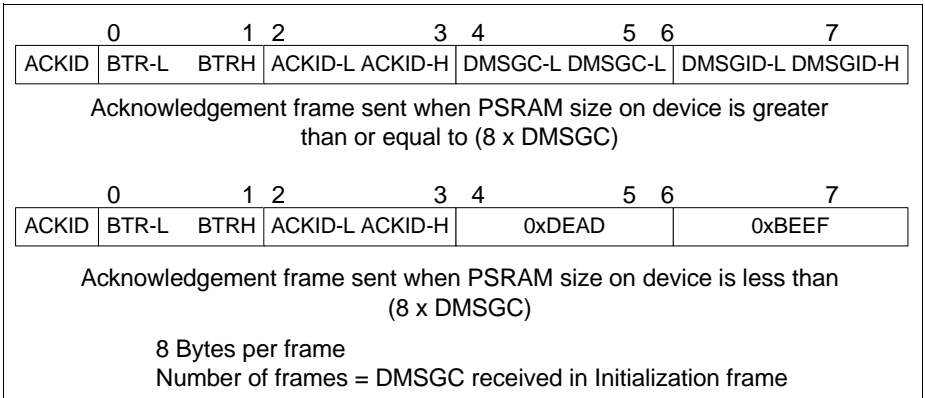 0 1 2 3 4 5 6 7
ACKID BTR-L BTRH ACKID-L ACKID-H DMSGC-L DMSGC-L DMSGID-L DMSGID-H
Acknowledgement frame sent when PSRAM size on device is greater
than or equal to (8 x DMSGC)
0 1 2 3 4 5 6 7
ACKID BTR-L BTRH ACKID-L ACKID-H 0xDEAD 0xBEEF
Acknowledgement frame sent when PSRAM size on device is less than
(8 x DMSGC)
8 Bytes per frame
Number of frames = DMSGC received in Initialization frame